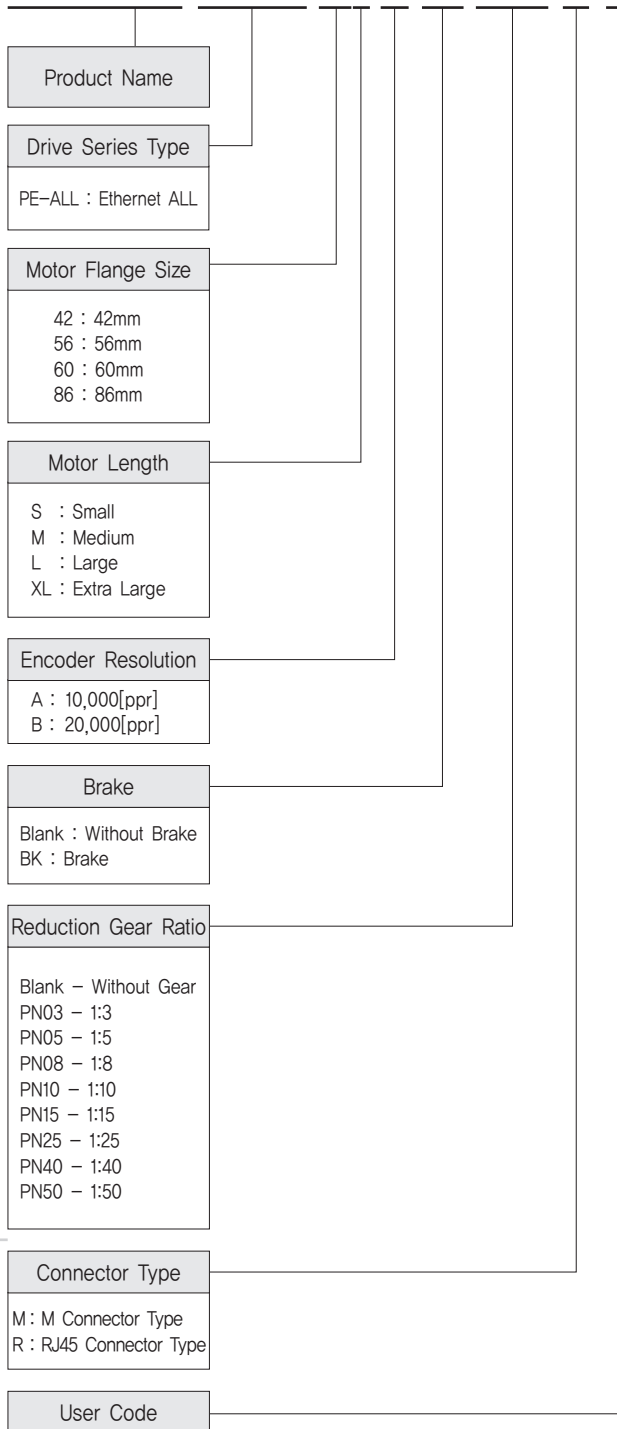 Product Name
Drive Series Type
PE-ALL : Ethernet ALL
Motor Flange Size
42 : 42mm
56 : 56mm
60 : 60mm
86 : 86mm
Motor Length
S : Small
M : Medium
L : Large
XL : Extra Large
Encoder Resolution
A : 10,000[ppr]
B : 20,000[ppr]
Brake
Blank : Without Brake
BK : Brake
Reduction Gear Ratio
Blank - Without Gear
PN03 - 1:3
PN05 - 1:5
PN08 - 1:8
PN10 - 1:10
PN15 - 1:15
PN25 - 1:25
PN40 - 1:40
PN50 - 1:50
Connector Type
M : M Connector Type
R : RJ45 Connector Type
User Code